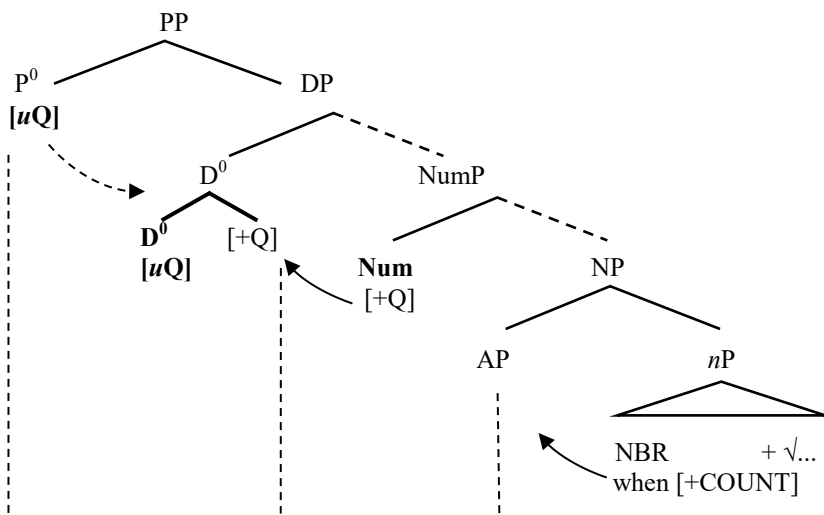 PP
P⁰ DP
[uQ]
D⁰ NumP
D⁰ [+Q] Num NP
[uQ] [+Q]
AP nP
NBR + √...
when [+COUNT]